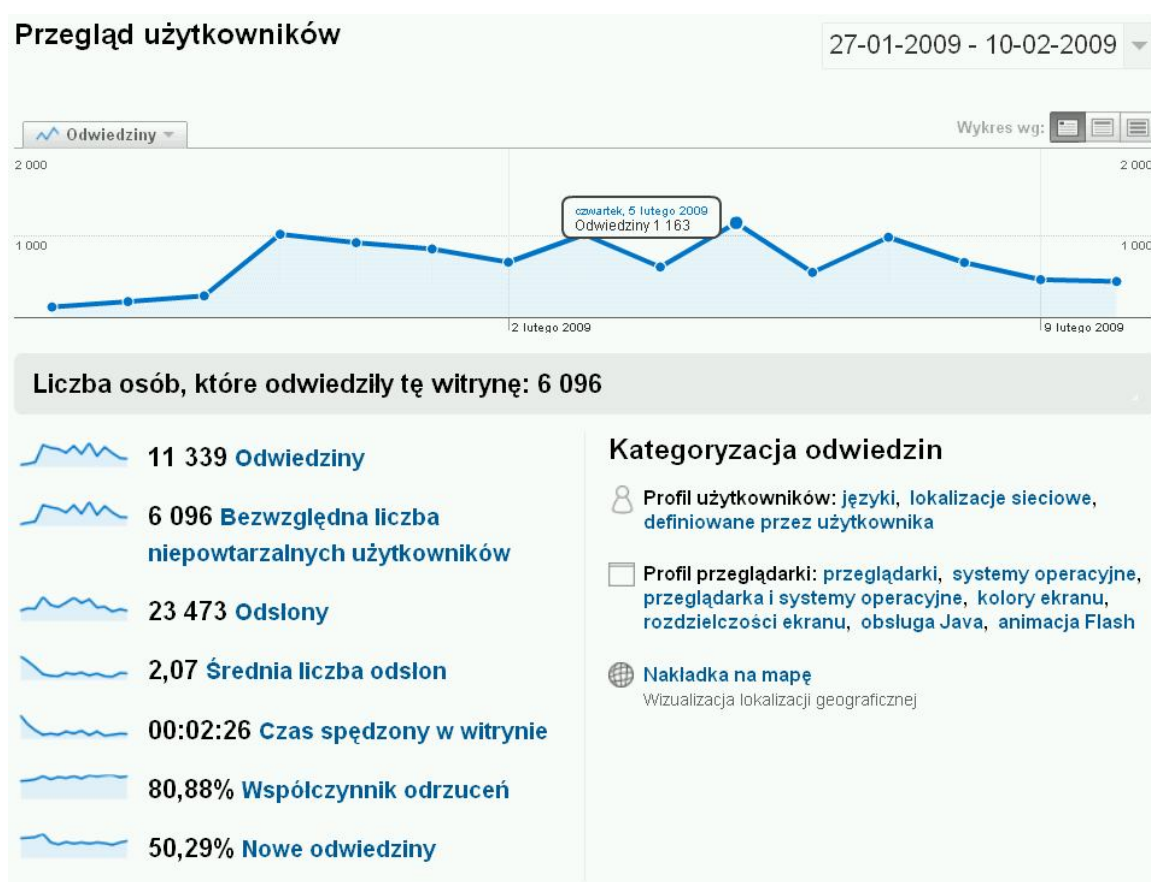 Przegląd użytkowników
27-01-2009 - 10-02-2009
Odwiedziny
Wykres wg:
2 000
2 000
czwartek, 5 lutego 2009
Odwiedziny 1 163
1 000
1 000
2 lutego 2009
9 lutego 2009
Liczba osób, które odwiedziły tę witrynę: 6 096
11 339 Odwiedziny
6 096 Bezwzględna liczba
niepowtarzalnych użytkowników
23 473 Odsłony
2,07 Średnia liczba odsłon
00:02:26 Czas spędzony w witrynie
80,88% Współczynnik odrzuceń
50,29% Nowe odwiedziny
Kategoryzacja odwiedzin
Profil użytkowników: języki, lokalizacje sieciowe,
definiowane przez użytkownika
Profil przeglądarki: przeglądarki, systemy operacyjne,
przeglądarka i systemy operacyjne, kolory ekranu,
rozdzielczości ekranu, obsługa Java, animacja Flash
Nakładka na mapę
Wizualizacja lokalizacji geograficznej